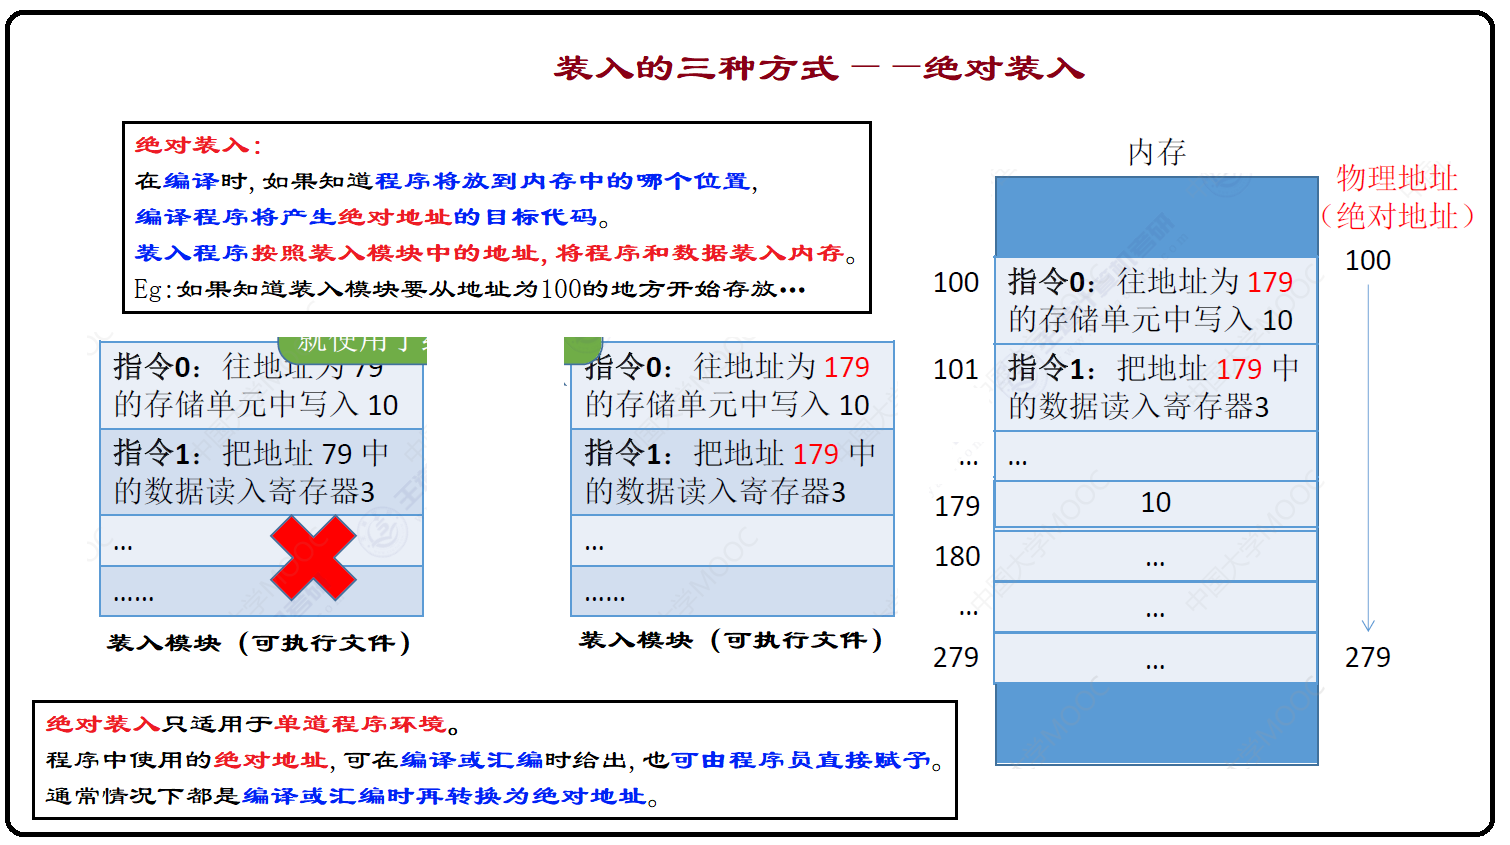 装入的三种方式——绝对装入
绝对装入：
在编译时,如果知道程序将放到内存中的哪个位置,
编译程序将产生绝对地址的目标代码。
装入程序按照装入模块中的地址,将程序和数据装入内存。
Eg:如果知道装入模块要从地址为100的地方开始存放…
指令0：往地址为 79
的存储单元中写入 10
指令1：把地址 79 中
的数据读入寄存器3
...
......
装入模块（可执行文件）
指令0：往地址为 179
的存储单元中写入 10
指令1：把地址 179 中
的数据读入寄存器3
...
......
装入模块（可执行文件）
内存
物理地址
（绝对地址）
100
279
100
指令0：往地址为 179
的存储单元中写入 10
101
指令1：把地址 179 中
的数据读入寄存器3
... ...
179 10
180 ...
... ...
279 ...
绝对装入只适用于单道程序环境。
程序中使用的绝对地址,可在编译或汇编时给出,也可由程序员直接赋予。
通常情况下都是编译或汇编时再转换为绝对地址。